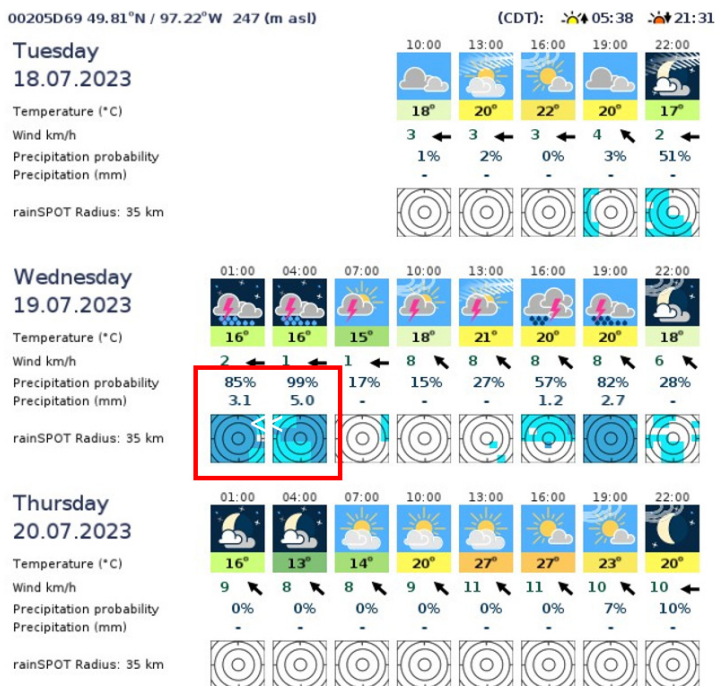 00205D69 49.81°N / 97.22°W 247 (m asl) (CDT): 05:38 21:31
Tuesday
18.07.2023
10:00 13:00 16:00 19:00 22:00
Temperature (°C) 18° 20° 22° 20° 17°
Wind km/h 3 3 3 4 2
Precipitation probability 1% 2% 0% 3% 51%
Precipitation (mm) - - - - -
rainSPOT Radius: 35 km
Wednesday
19.07.2023
01:00 04:00 07:00 10:00 13:00 16:00 19:00 22:00
Temperature (°C) 16° 16° 15° 18° 21° 20° 20° 18°
Wind km/h 2 1 1 8 8 8 8 6
Precipitation probability 85% 99% 17% 15% 27% 57% 82% 28%
Precipitation (mm) 3.1 5.0 - - - 1.2 2.7 -
rainSPOT Radius: 35 km <<
Thursday
20.07.2023
01:00 04:00 07:00 10:00 13:00 16:00 19:00 22:00
Temperature (°C) 16° 13° 14° 20° 27° 27° 23° 20°
Wind km/h 9 8 8 9 11 11 10 10
Precipitation probability 0% 0% 0% 0% 0% 0% 7% 10%
Precipitation (mm) - - - - - - - -
rainSPOT Radius: 35 km